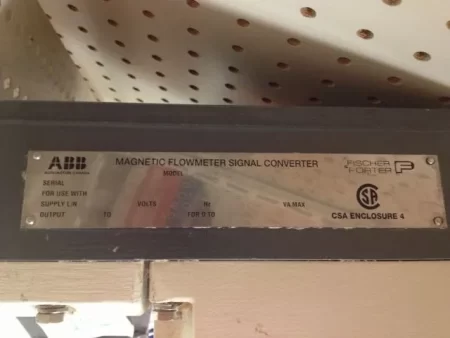 ABB MAGNETIC FLOWMETER SIGNAL CONVERTER FISCHER
PORTER
MODEL
SERIAL
FOR USE WITH
SUPPLY L/N VOLTS IN VA.MAX
OUTPUT TO FOR 0 TO CSA ENCLOSURE 4